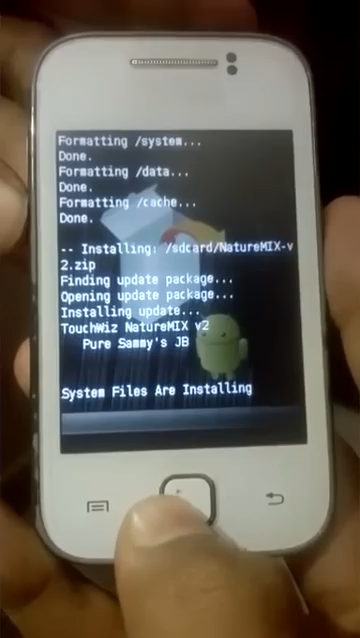 Formatting /system...
Done.
Formatting /data...
Done.
Formatting /cache...
Done.
-- Installing: /sdcard/NatureMIX-v
2.zip
Finding update package...
Opening update package...
Installing update...
TouchWiz NatureMIX v2
Pure Sammy's JB
System Files Are Installing